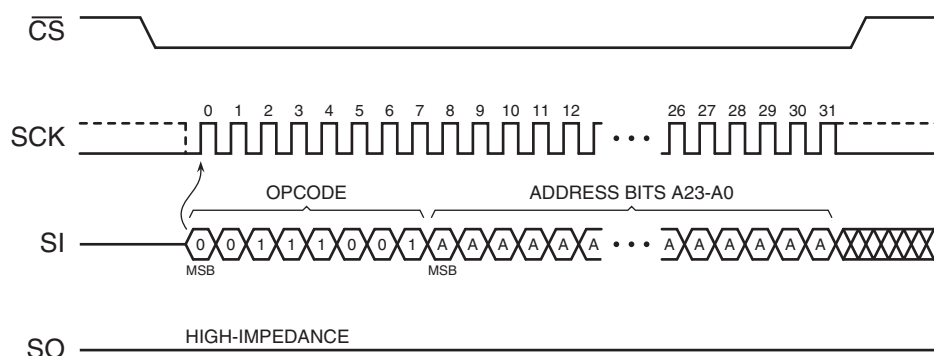 CS
0 1 2 3 4 5 6 7 8 9 10 11 12 26 27 28 29 30 31
SCK
OPCODE ADDRESS BITS A23-A0
SI 0 0 1 1 1 0 0 1 A A A A A A A A A A A A
MSB MSB
HIGH-IMPEDANCE
SO